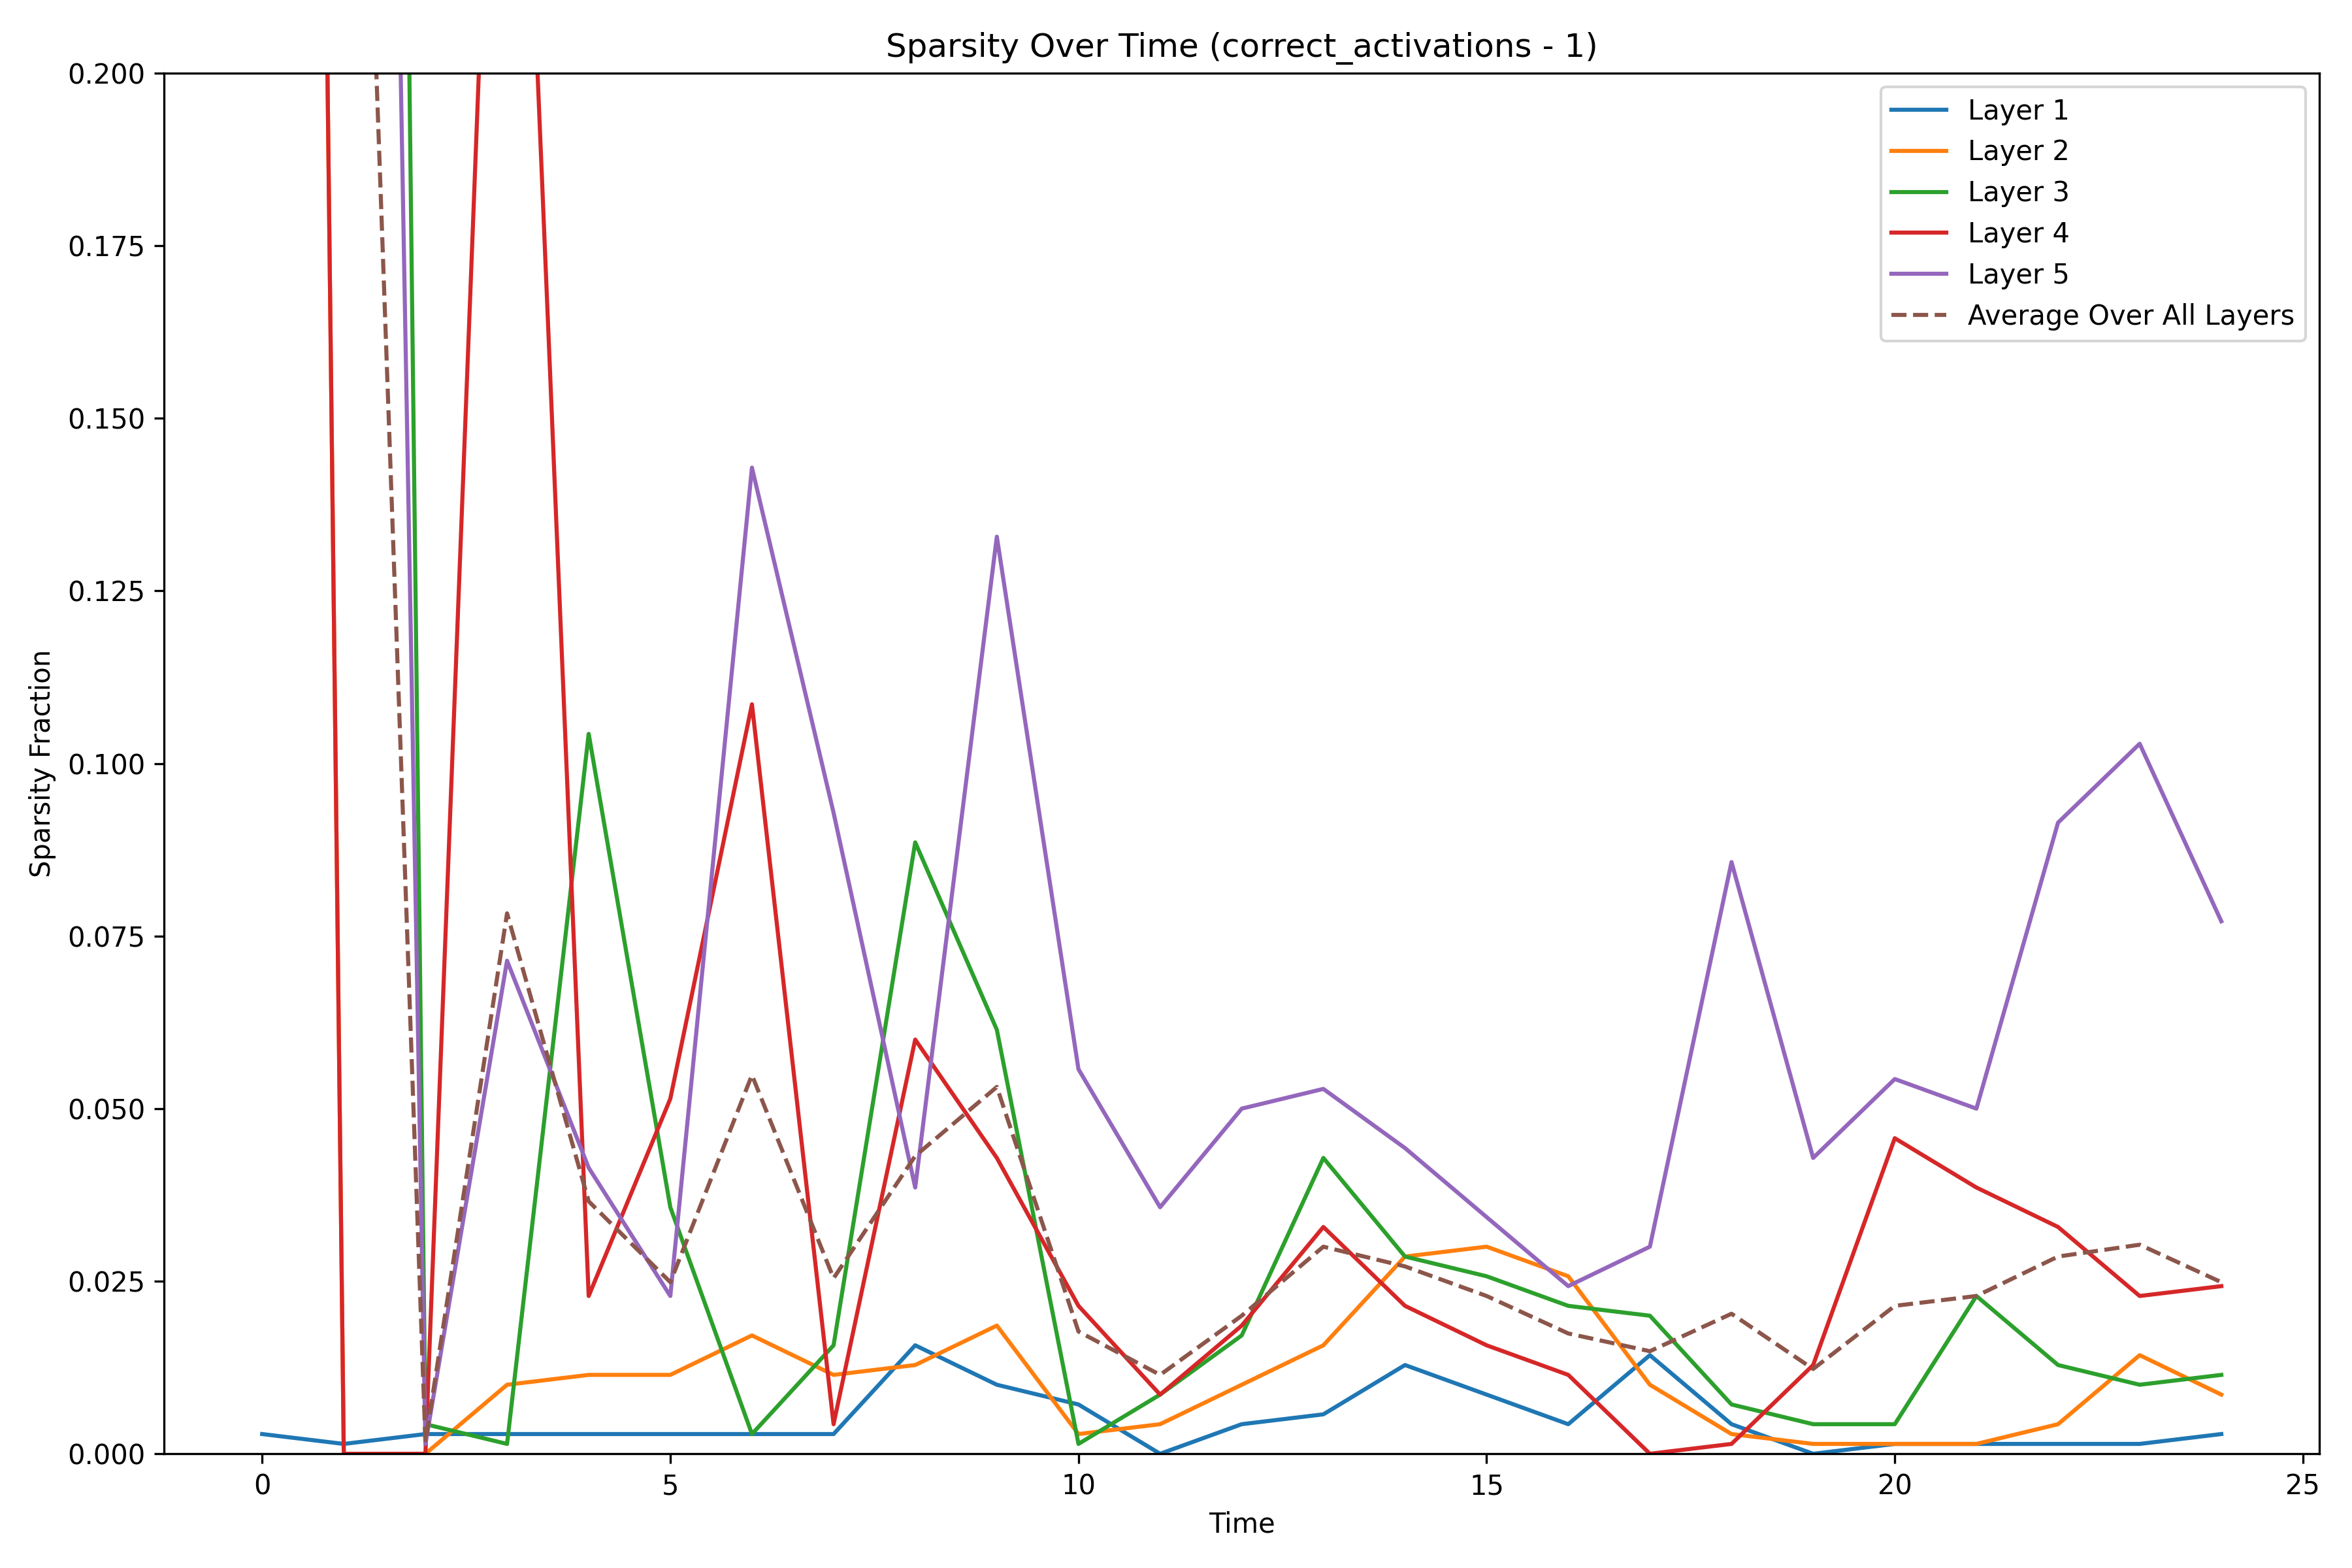 Sparsity Over Time (correct_activations - 1)
0.200
0.175
0.150
0.125
0.100
0.075
0.050
0.025
0.000
Sparsity Fraction
Layer 1
Layer 2
Layer 3
Layer 4
Layer 5
Average Over All Layers
0 5 10 15 20 25
Time